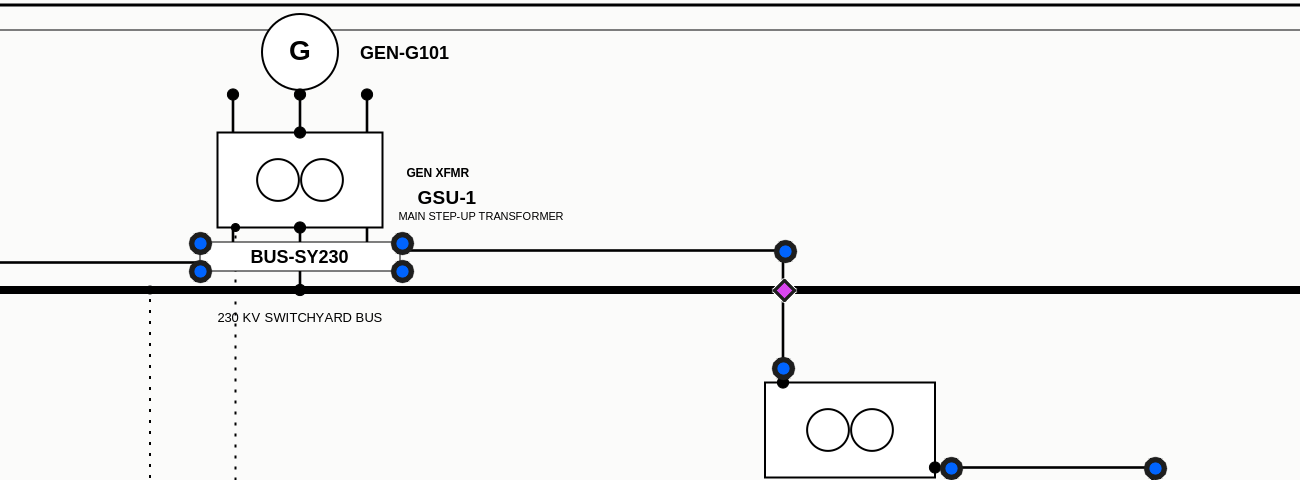 G
GEN-G101
GEN XFMR
GSU-1
MAIN STEP-UP TRANSFORMER
BUS-SY230
230 KV SWITCHYARD BUS